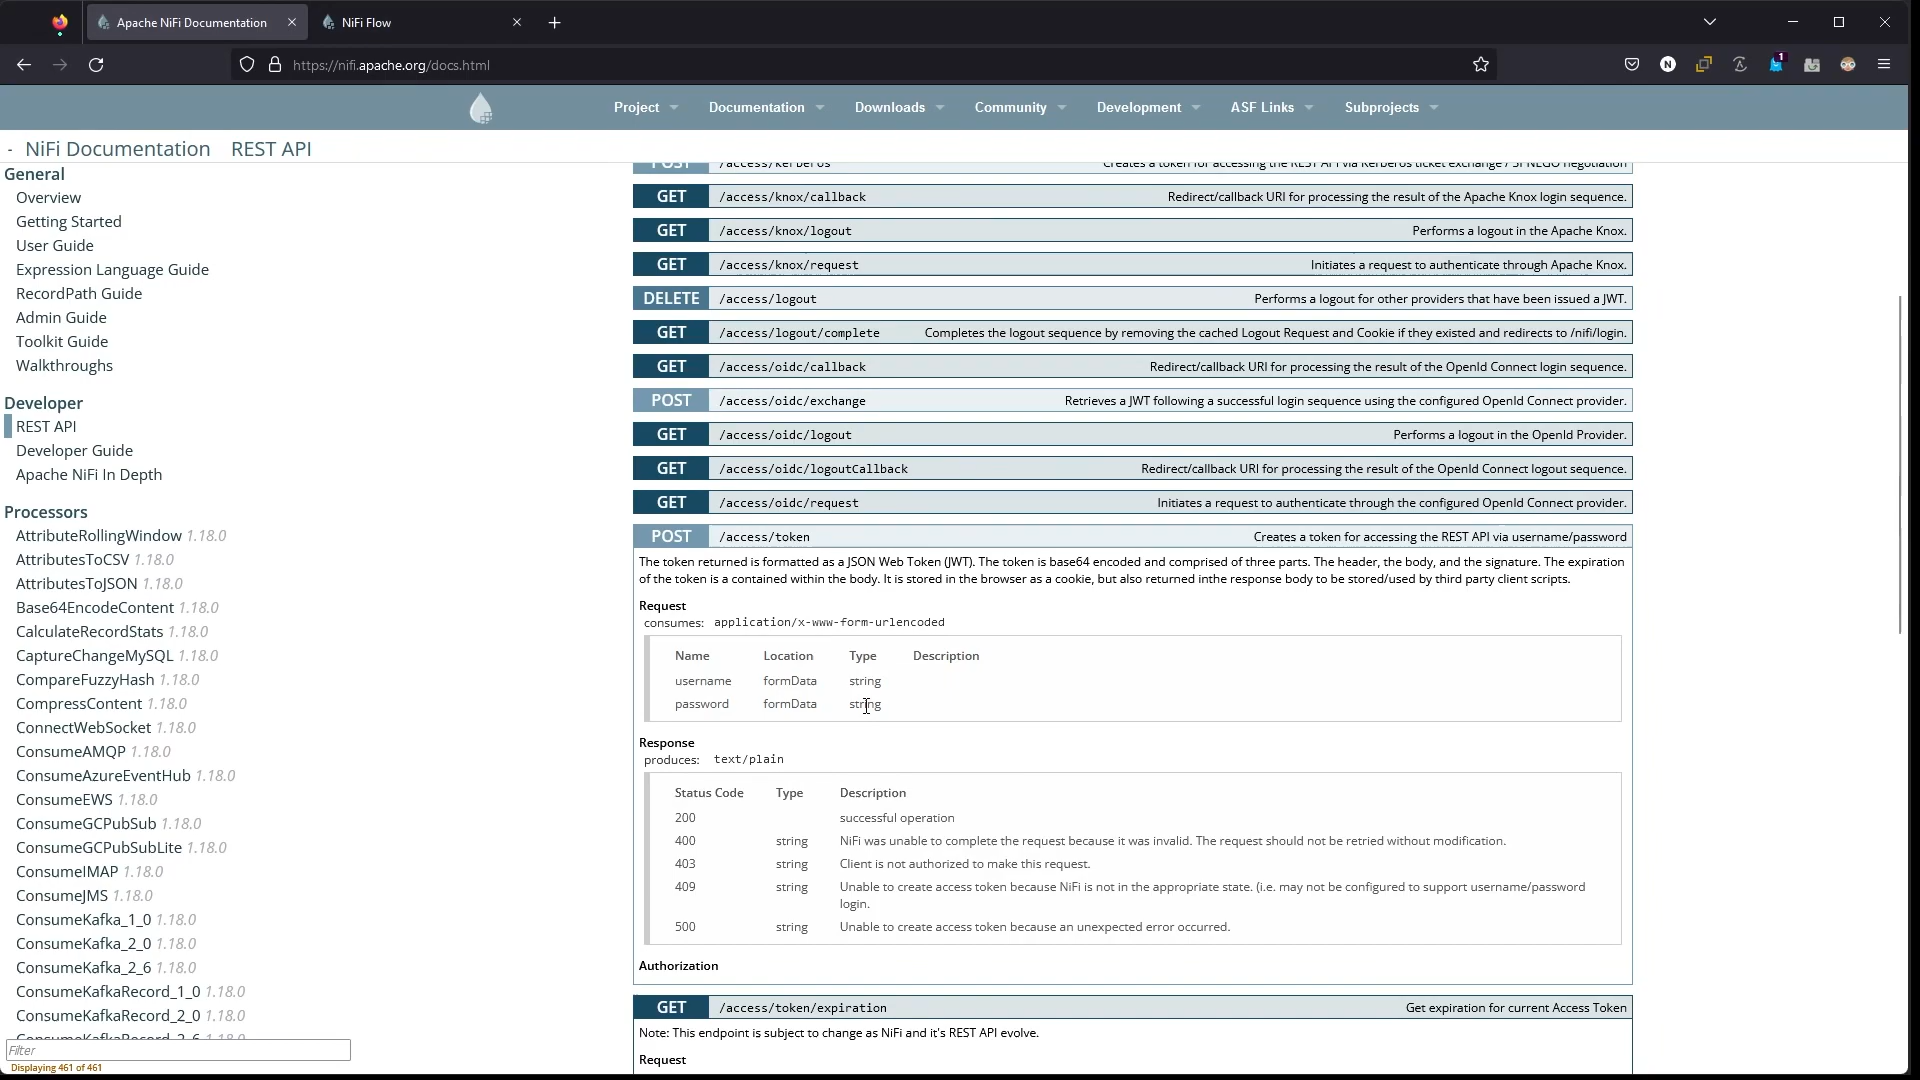 Apache NiFi Documentation
NiFi Flow
https://nifi.apache.org/docs.html
1
N
Project
Documentation
Downloads
Community
Development
ASF Links
Subprojects
- NiFi Documentation REST API
General
Overview
Getting Started
User Guide
Expression Language Guide
RecordPath Guide
Admin Guide
Toolkit Guide
Walkthroughs
Developer
REST API
Developer Guide
Apache NiFi In Depth
Processors
AttributeRollingWindow 1.18.0
AttributesToCSV 1.18.0
AttributesToJSON 1.18.0
Base64EncodeContent 1.18.0
CalculateRecordStats 1.18.0
CaptureChangeMySQL 1.18.0
CompareFuzzyHash 1.18.0
CompressContent 1.18.0
ConnectWebSocket 1.18.0
ConsumeAMQP 1.18.0
ConsumeAzureEventHub 1.18.0
ConsumeEWS 1.18.0
ConsumeGCPubSub 1.18.0
ConsumeGCPubSubLite 1.18.0
ConsumeIMAP 1.18.0
ConsumeJMS 1.18.0
ConsumeKafka_1_0 1.18.0
ConsumeKafka_2_0 1.18.0
ConsumeKafka_2_6 1.18.0
ConsumeKafkaRecord_1_0 1.18.0
ConsumeKafkaRecord_2_0 1.18.0
ConsumeKafkaRecord_2_6 1.18.0
Filter
Displaying 461 of 461
POST /access/kerberos Creates a token for accessing the REST API via Kerberos ticket exchange / SPNEGO negotiation
GET /access/knox/callback Redirect/callback URI for processing the result of the Apache Knox login sequence.
GET /access/knox/logout Performs a logout in the Apache Knox.
GET /access/knox/request Initiates a request to authenticate through Apache Knox.
DELETE /access/logout Performs a logout for other providers that have been issued a JWT.
GET /access/logout/complete Completes the logout sequence by removing the cached Logout Request and Cookie if they existed and redirects to /nifi/login.
GET /access/oidc/callback Redirect/callback URI for processing the result of the OpenId Connect login sequence.
POST /access/oidc/exchange Retrieves a JWT following a successful login sequence using the configured OpenId Connect provider.
GET /access/oidc/logout Performs a logout in the OpenId Provider.
GET /access/oidc/logoutCallback Redirect/callback URI for processing the result of the OpenId Connect logout sequence.
GET /access/oidc/request Initiates a request to authenticate through the configured OpenId Connect provider.
POST /access/token Creates a token for accessing the REST API via username/password
The token returned is formatted as a JSON Web Token (JWT). The token is base64 encoded and comprised of three parts. The header, the body, and the signature. The expiration
of the token is a contained within the body. It is stored in the browser as a cookie, but also returned inthe response body to be stored/used by third party client scripts.
Request
consumes: application/x-www-form-urlencoded
Name Location Type Description
username formData string
password formData string
Response
produces: text/plain
Status Code Type Description
200 successful operation
400 string NiFi was unable to complete the request because it was invalid. The request should not be retried without modification.
403 string Client is not authorized to make this request.
409 string Unable to create access token because NiFi is not in the appropriate state. (i.e. may not be configured to support username/password
login.
500 string Unable to create access token because an unexpected error occurred.
Authorization
GET /access/token/expiration Get expiration for current Access Token
Note: This endpoint is subject to change as NiFi and it's REST API evolve.
Request